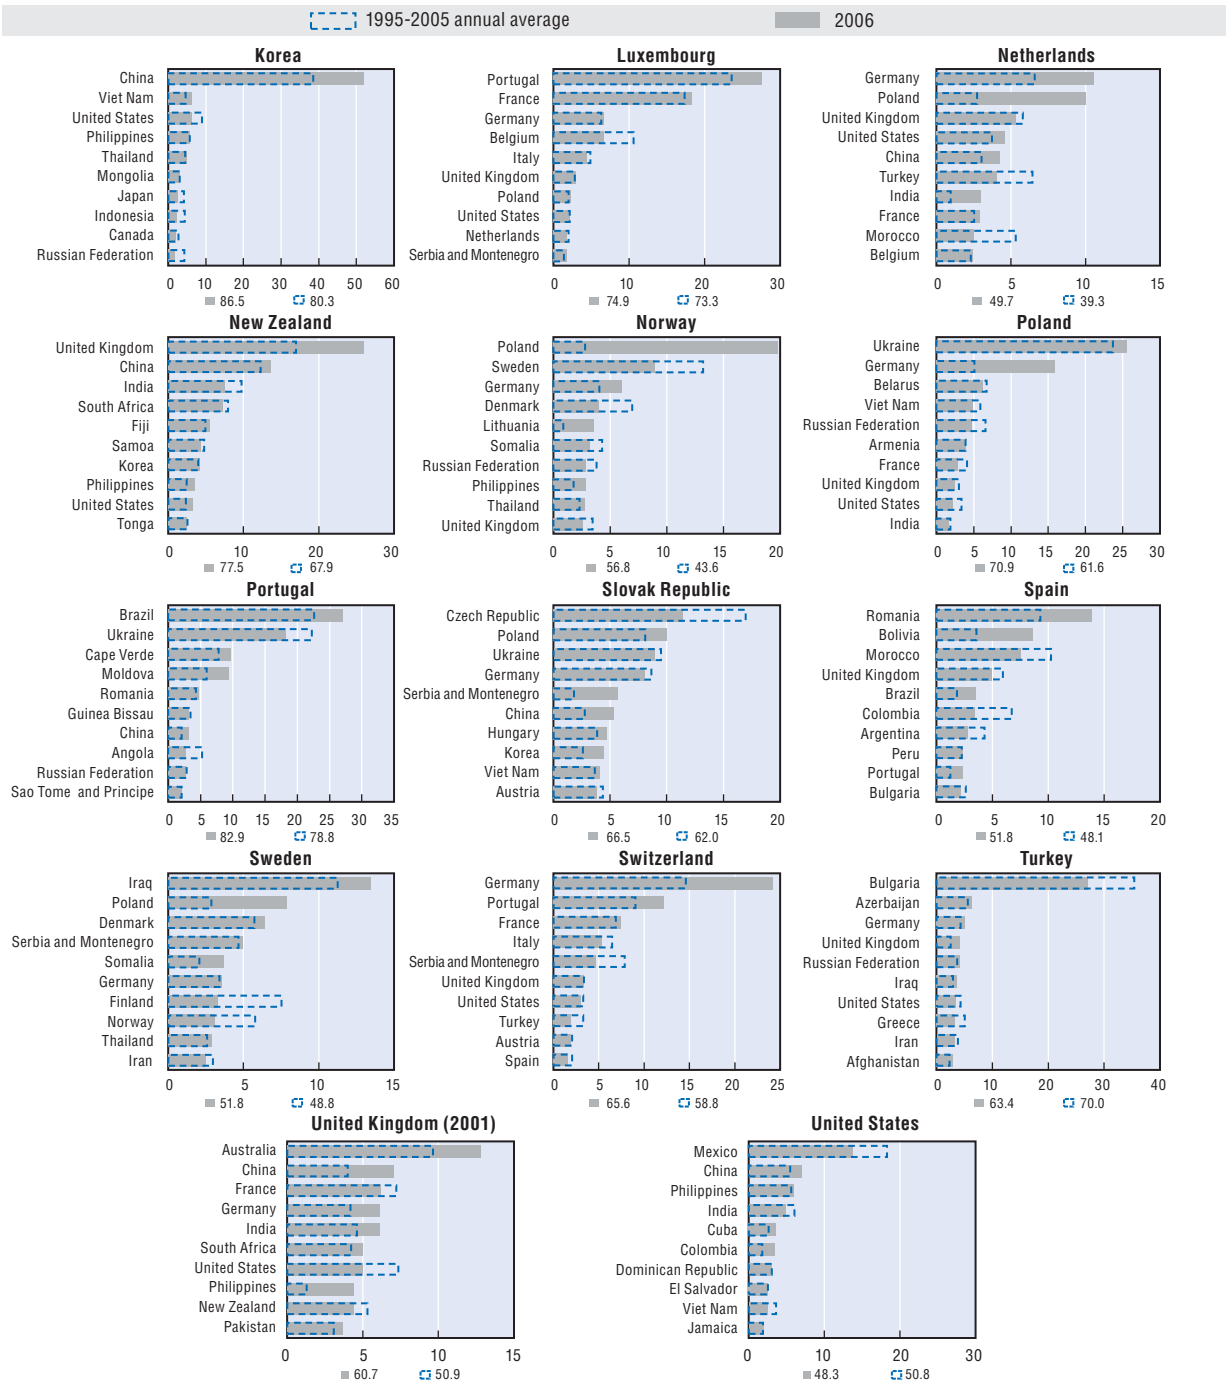 1995-2005 annual average 2006
Korea
China
Viet Nam
United States
Philippines
Thailand
Mongolia
Japan
Indonesia
Canada
Russian Federation
0 10 20 30 40 50 60
86.5 80.3
Luxembourg
Portugal
France
Germany
Belgium
Italy
United Kingdom
Poland
United States
Netherlands
Serbia and Montenegro
0 10 20 30
74.9 73.3
Netherlands
Germany
Poland
United Kingdom
United States
China
Turkey
India
France
Morocco
Belgium
0 5 10 15
49.7 39.3
New Zealand
United Kingdom
China
India
South Africa
Fiji
Samoa
Korea
Philippines
United States
Tonga
0 10 20 30
77.5 67.9
Norway
Poland
Sweden
Germany
Denmark
Lithuania
Somalia
Russian Federation
Philippines
Thailand
United Kingdom
0 5 10 15 20
56.8 43.6
Poland
Ukraine
Germany
Belarus
Viet Nam
Russian Federation
Armenia
France
United Kingdom
United States
India
0 5 10 15 20 25 30
70.9 61.6
Portugal
Brazil
Ukraine
Cape Verde
Moldova
Romania
Guinea Bissau
China
Angola
Russian Federation
Sao Tome and Principe
0 5 10 15 20 25 30 35
82.9 78.8
Slovak Republic
Czech Republic
Poland
Ukraine
Germany
Serbia and Montenegro
China
Hungary
Korea
Viet Nam
Austria
0 5 10 15 20
66.5 62.0
Spain
Romania
Bolivia
Morocco
United Kingdom
Brazil
Colombia
Argentina
Peru
Portugal
Bulgaria
0 5 10 15 20
51.8 48.1
Sweden
Iraq
Poland
Denmark
Serbia and Montenegro
Somalia
Germany
Finland
Norway
Thailand
Iran
0 5 10 15
51.8 48.8
Switzerland
Germany
Portugal
France
Italy
Serbia and Montenegro
United Kingdom
United States
Turkey
Austria
Spain
0 5 10 15 20 25
65.6 58.8
Turkey
Bulgaria
Azerbaijan
Germany
United Kingdom
Russian Federation
Iraq
United States
Greece
Iran
Afghanistan
0 10 20 30 40
63.4 70.0
United Kingdom (2001)
Australia
China
France
Germany
India
South Africa
United States
Philippines
New Zealand
Pakistan
0 5 10 15
60.7 50.9
United States
Mexico
China
Philippines
India
Cuba
Colombia
Dominican Republic
El Salvador
Viet Nam
Jamaica
0 10 20 30
48.3 50.8